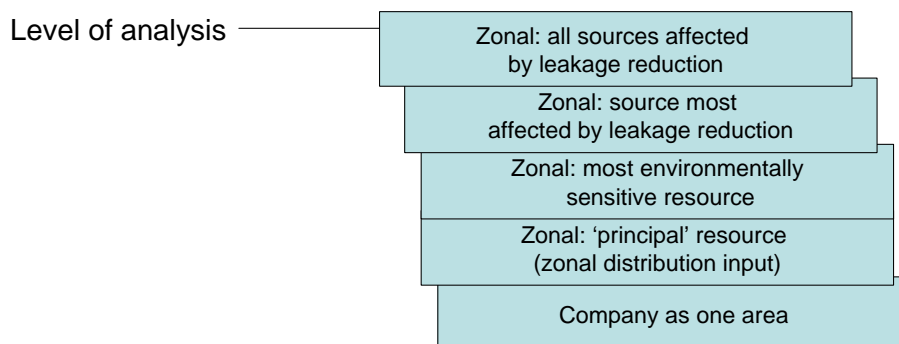 Level of analysis
Zonal: all sources affected
by leakage reduction
Zonal: source most
affected by leakage reduction
Zonal: most environmentally
sensitive resource
Zonal: ‘principal’ resource
(zonal distribution input)
Company as one area